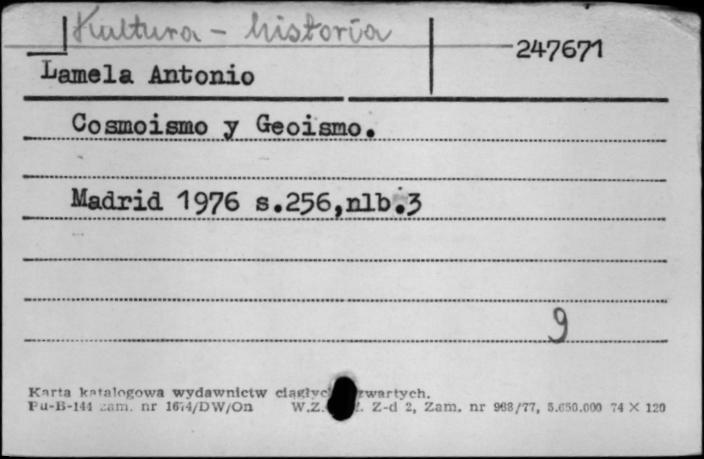 Kultura - historia
247671
Lamela Antonio
Cosmoismo y Geoismo.
Madrid 1976 s.256,nlb.3
9
Karta katalogowa wydawnictw zwartych.
Pu-B-144 zam. nr 1674/DW/On W.Z. Z-d 2, Zam. nr 968/77, 5.650.000 74 X 120